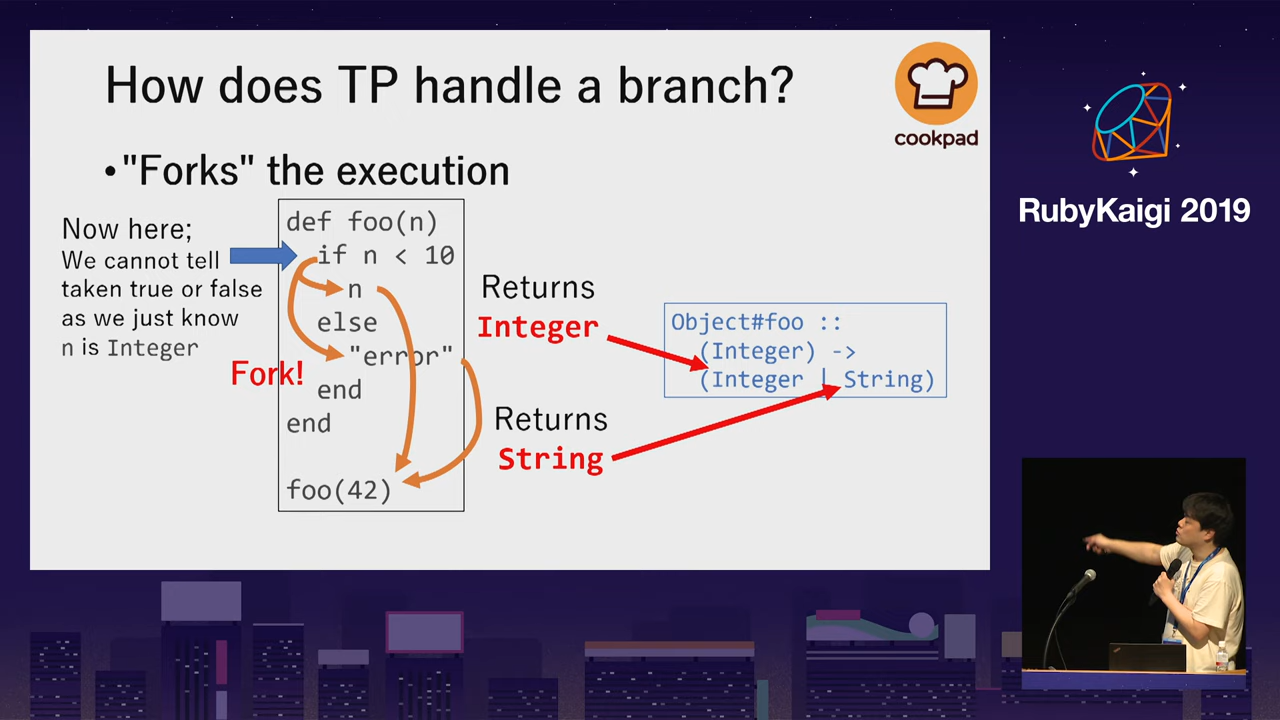 How does TP handle a branch?
cookpad
•"Forks" the execution
Now here;
We cannot tell
taken true or false
as we just know
n is Integer
Fork!
def foo(n)
if n < 10
n
else
"error"
end
end
foo(42)
Returns
Integer
Returns
String
Object#foo ::
(Integer) ->
(Integer | String)
RubyKaigi 2019